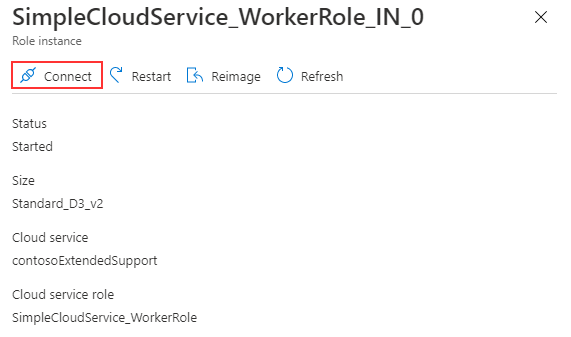 SimpleCloudService_WorkerRole_IN_0
Role instance
Connect Restart Reimage Refresh
Status
Started
Size
Standard_D3_v2
Cloud service
contosoExtendedSupport
Cloud service role
SimpleCloudService_WorkerRole